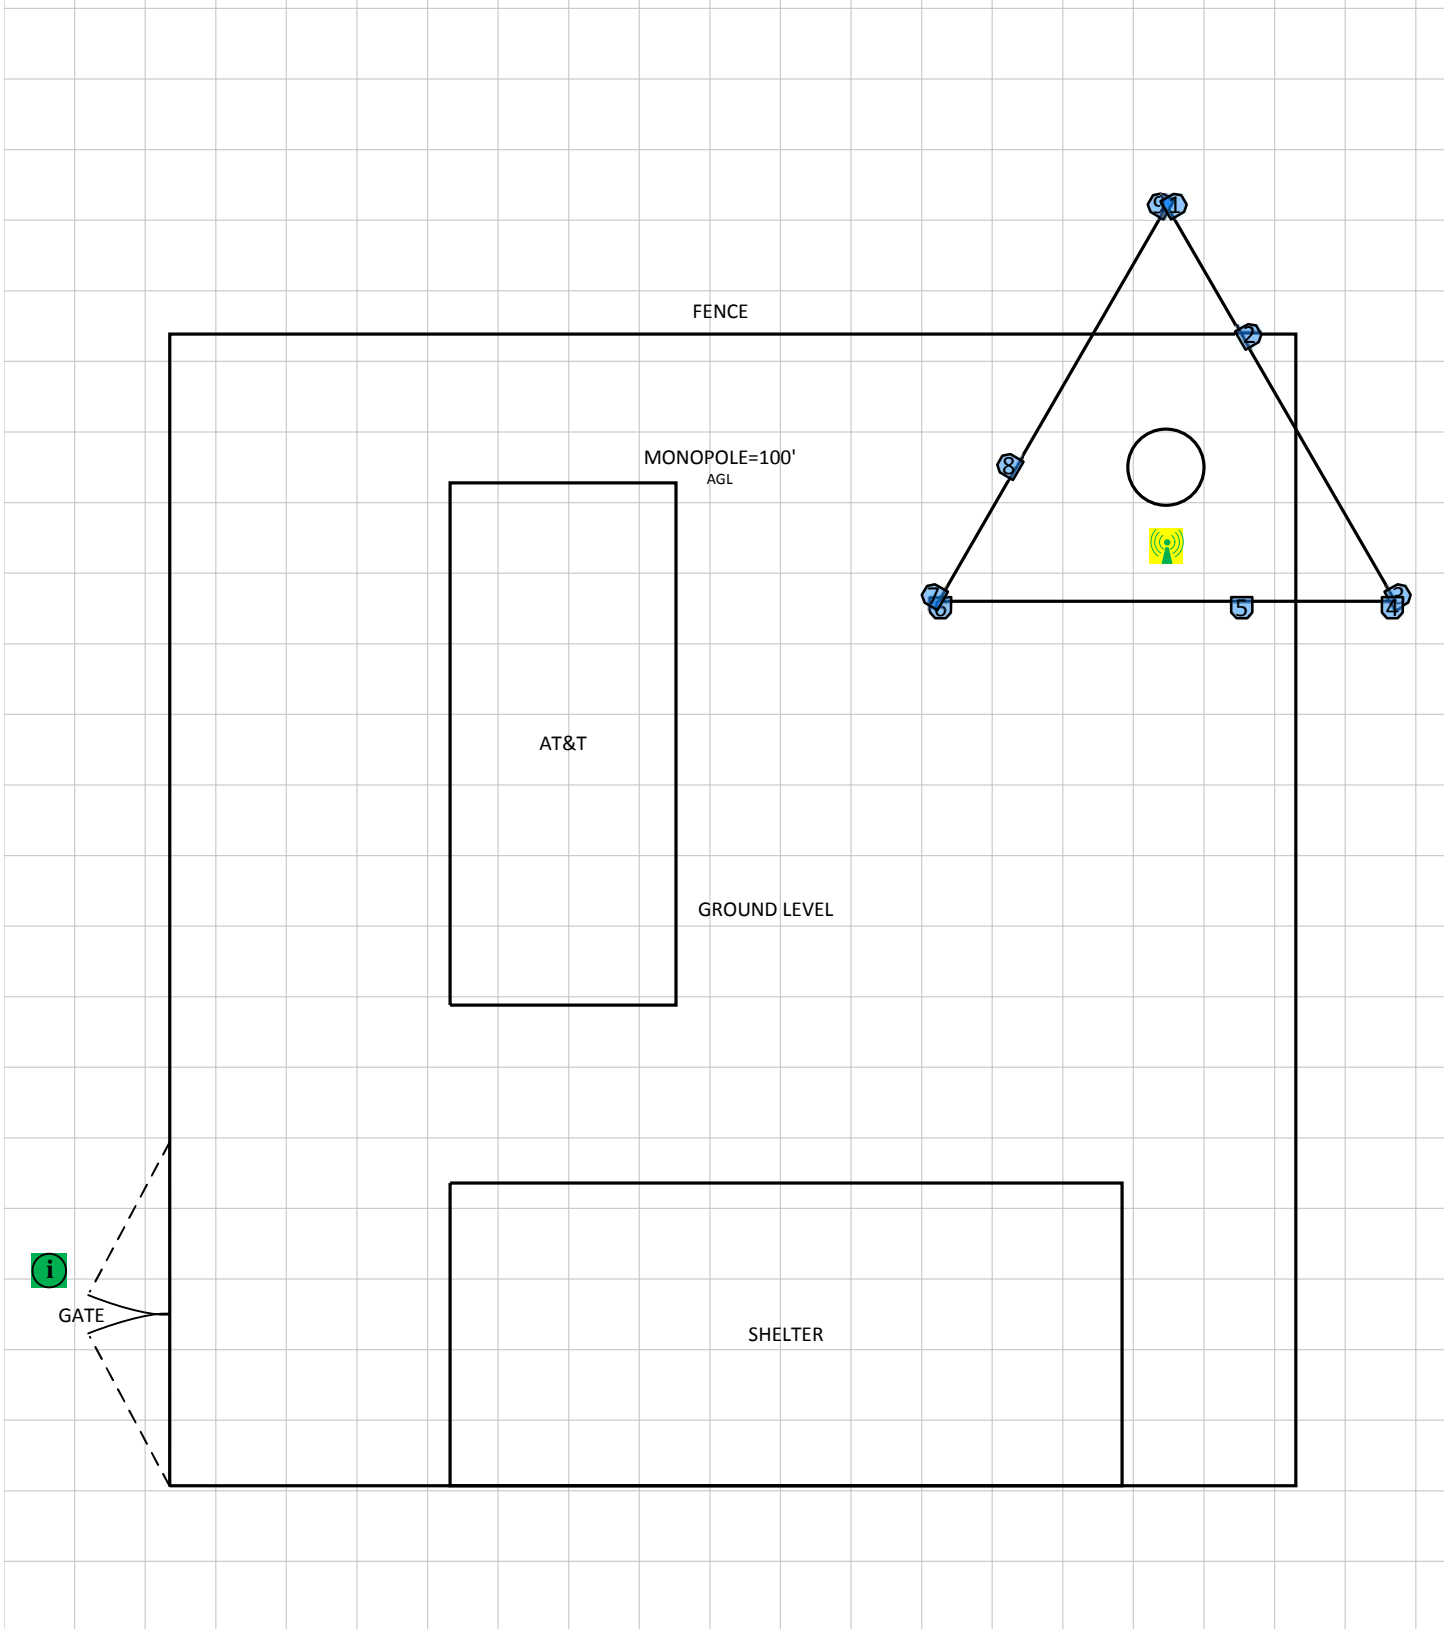 9 1
FENCE
2
MONOPOLE=100'
AGL
8
7 3
6 5 4
AT&T
GROUND LEVEL
i
GATE
SHELTER